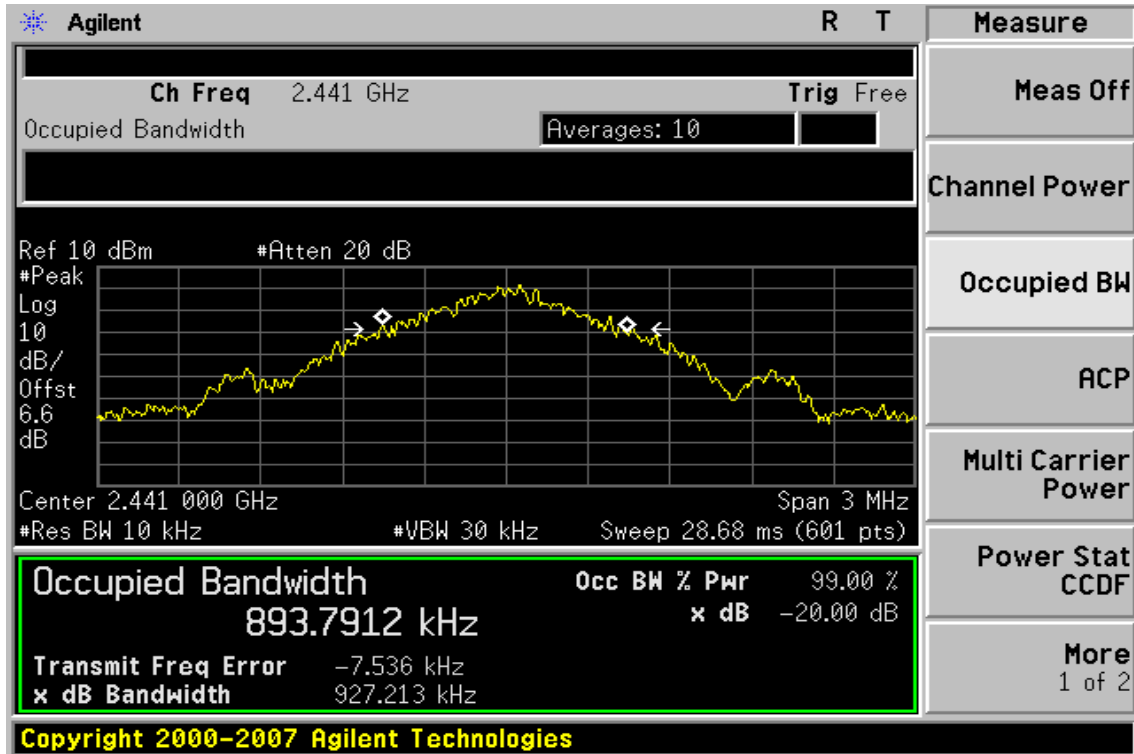 Agilent R T
Ch Freq 2.441 GHz Trig Free
Occupied Bandwidth Averages: 10
Ref 10 dBm #Atten 20 dB
#Peak
Log
10
dB/
Offst
6.6
dB
Center 2.441 000 GHz Span 3 MHz
#Res BW 10 kHz #VBW 30 kHz Sweep 28.68 ms (601 pts)
Occupied Bandwidth Occ BW % Pwr 99.00 %
893.7912 kHz x dB -20.00 dB
Transmit Freq Error -7.536 kHz
x dB Bandwidth 927.213 kHz
Copyright 2000-2007 Agilent Technologies
Measure
Meas Off
Channel Power
Occupied BW
ACP
Multi Carrier
Power
Power Stat
CCDF
More
1 of 2